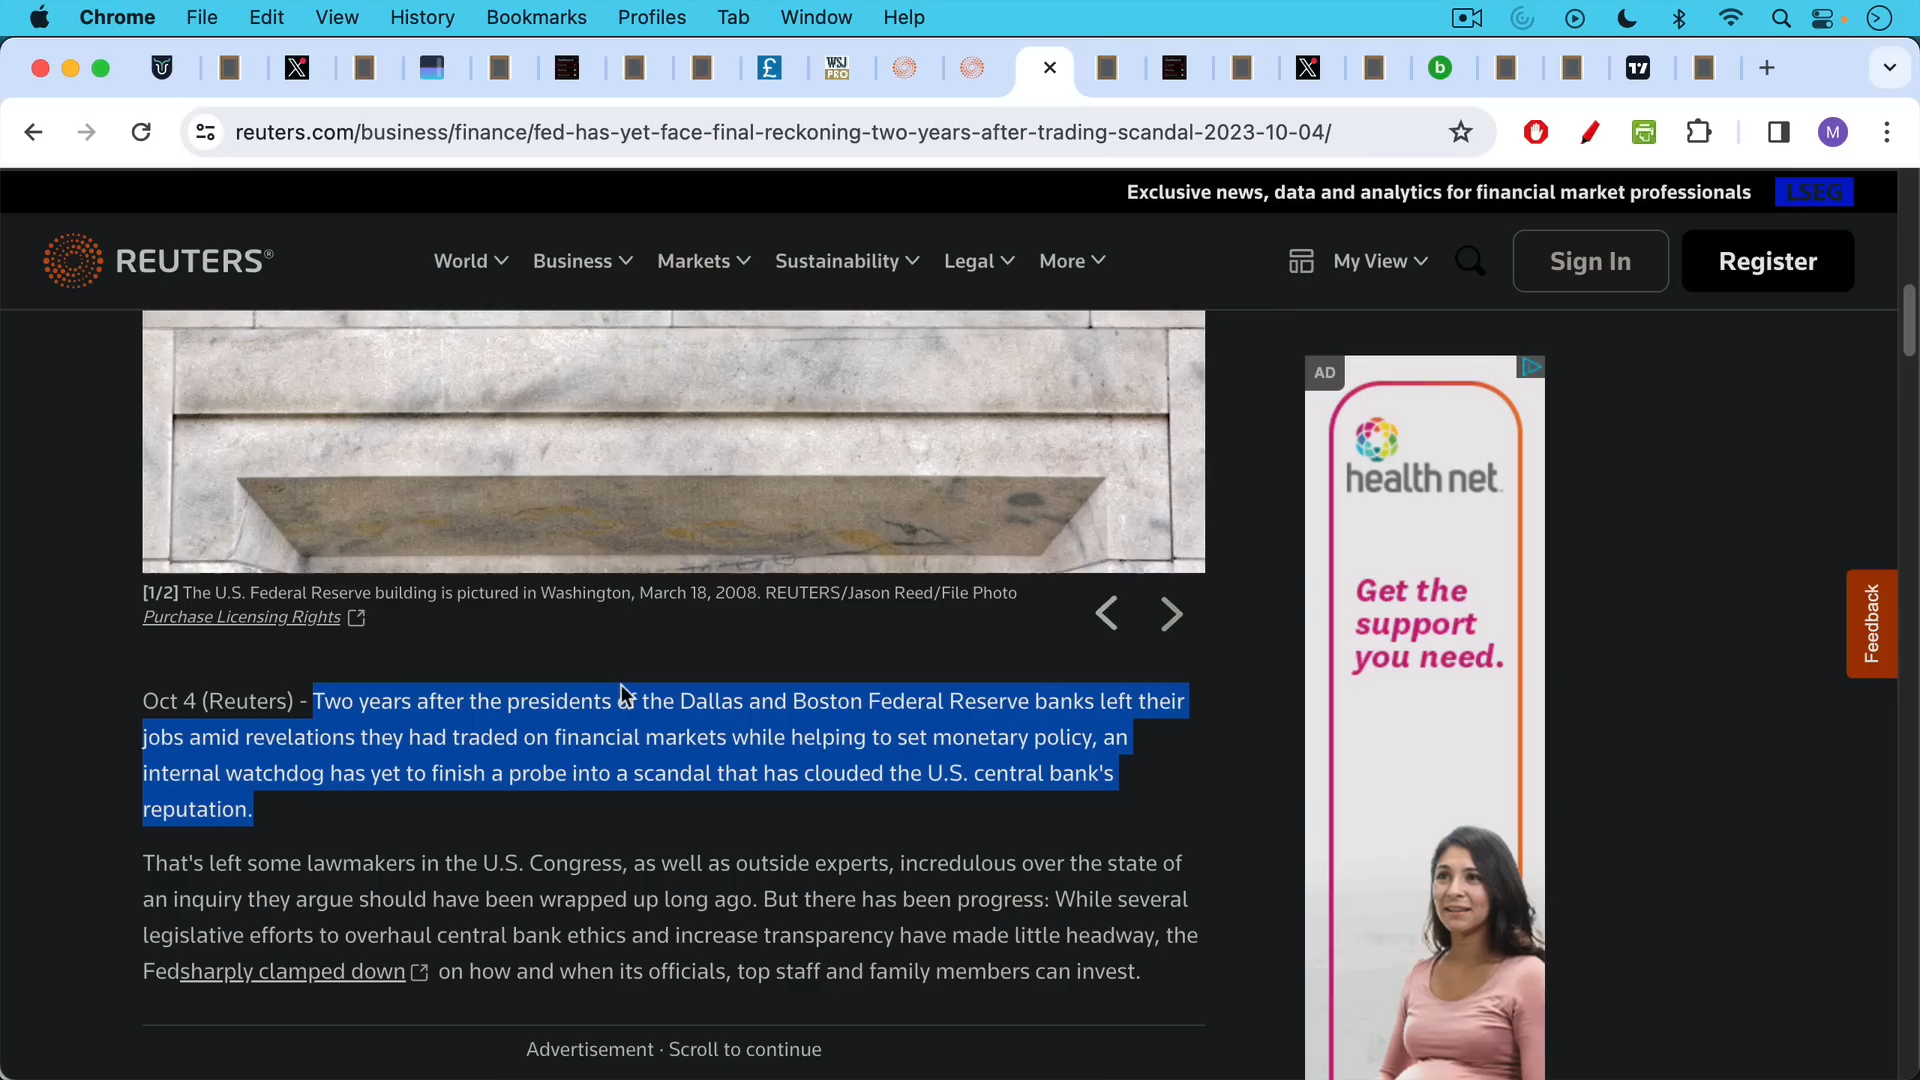 Chrome File Edit View History Bookmarks Profiles Tab Window Help
WSJ PRO
reuters.com/business/finance/fed-has-yet-face-final-reckoning-two-years-after-trading-scandal-2023-10-04/
M
Exclusive news, data and analytics for financial market professionals LSEG
REUTERS® World Business Markets Sustainability Legal More My View Sign In Register
[1/2] The U.S. Federal Reserve building is pictured in Washington, March 18, 2008. REUTERS/Jason Reed/File Photo
Purchase Licensing Rights
Oct 4 (Reuters) - Two years after the presidents of the Dallas and Boston Federal Reserve banks left their
jobs amid revelations they had traded on financial markets while helping to set monetary policy, an
internal watchdog has yet to finish a probe into a scandal that has clouded the U.S. central bank's
reputation.
That's left some lawmakers in the U.S. Congress, as well as outside experts, incredulous over the state of
an inquiry they argue should have been wrapped up long ago. But there has been progress: While several
legislative efforts to overhaul central bank ethics and increase transparency have made little headway, the
Fedsharply clamped down on how and when its officials, top staff and family members can invest.
Advertisement · Scroll to continue
AD
health net.
Get the
support
you need.
Feedback